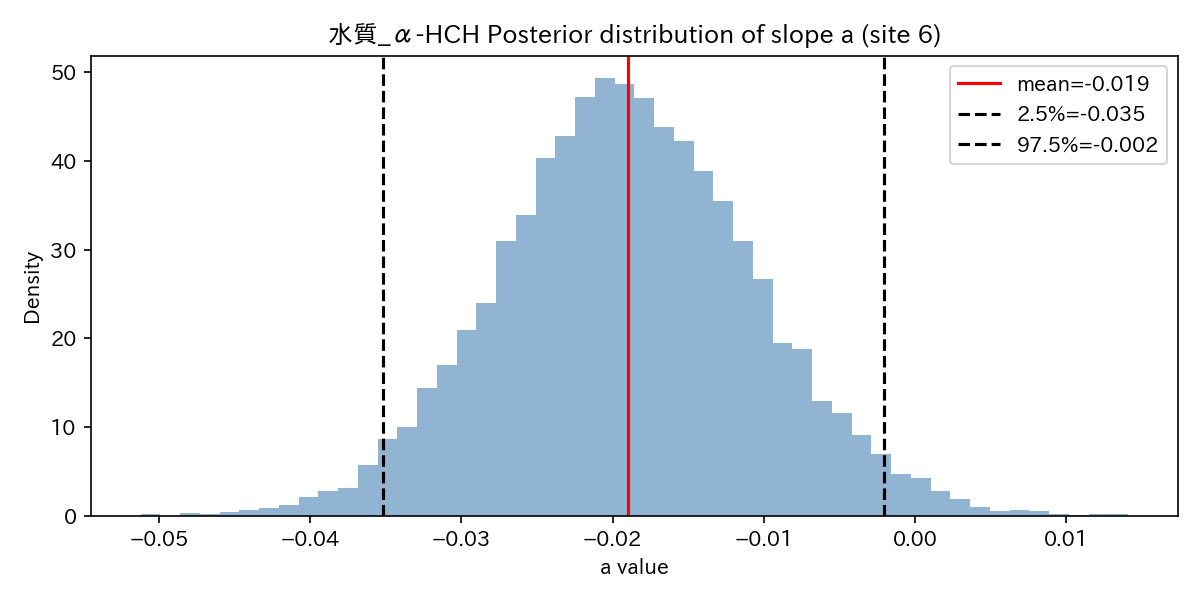 水質_α-HCH Posterior distribution of slope a (site 6)
mean=-0.019
2.5%=-0.035
97.5%=-0.002
Density
50
40
30
20
10
0
−0.05 −0.04 −0.03 −0.02 −0.01 0.00 0.01
a value